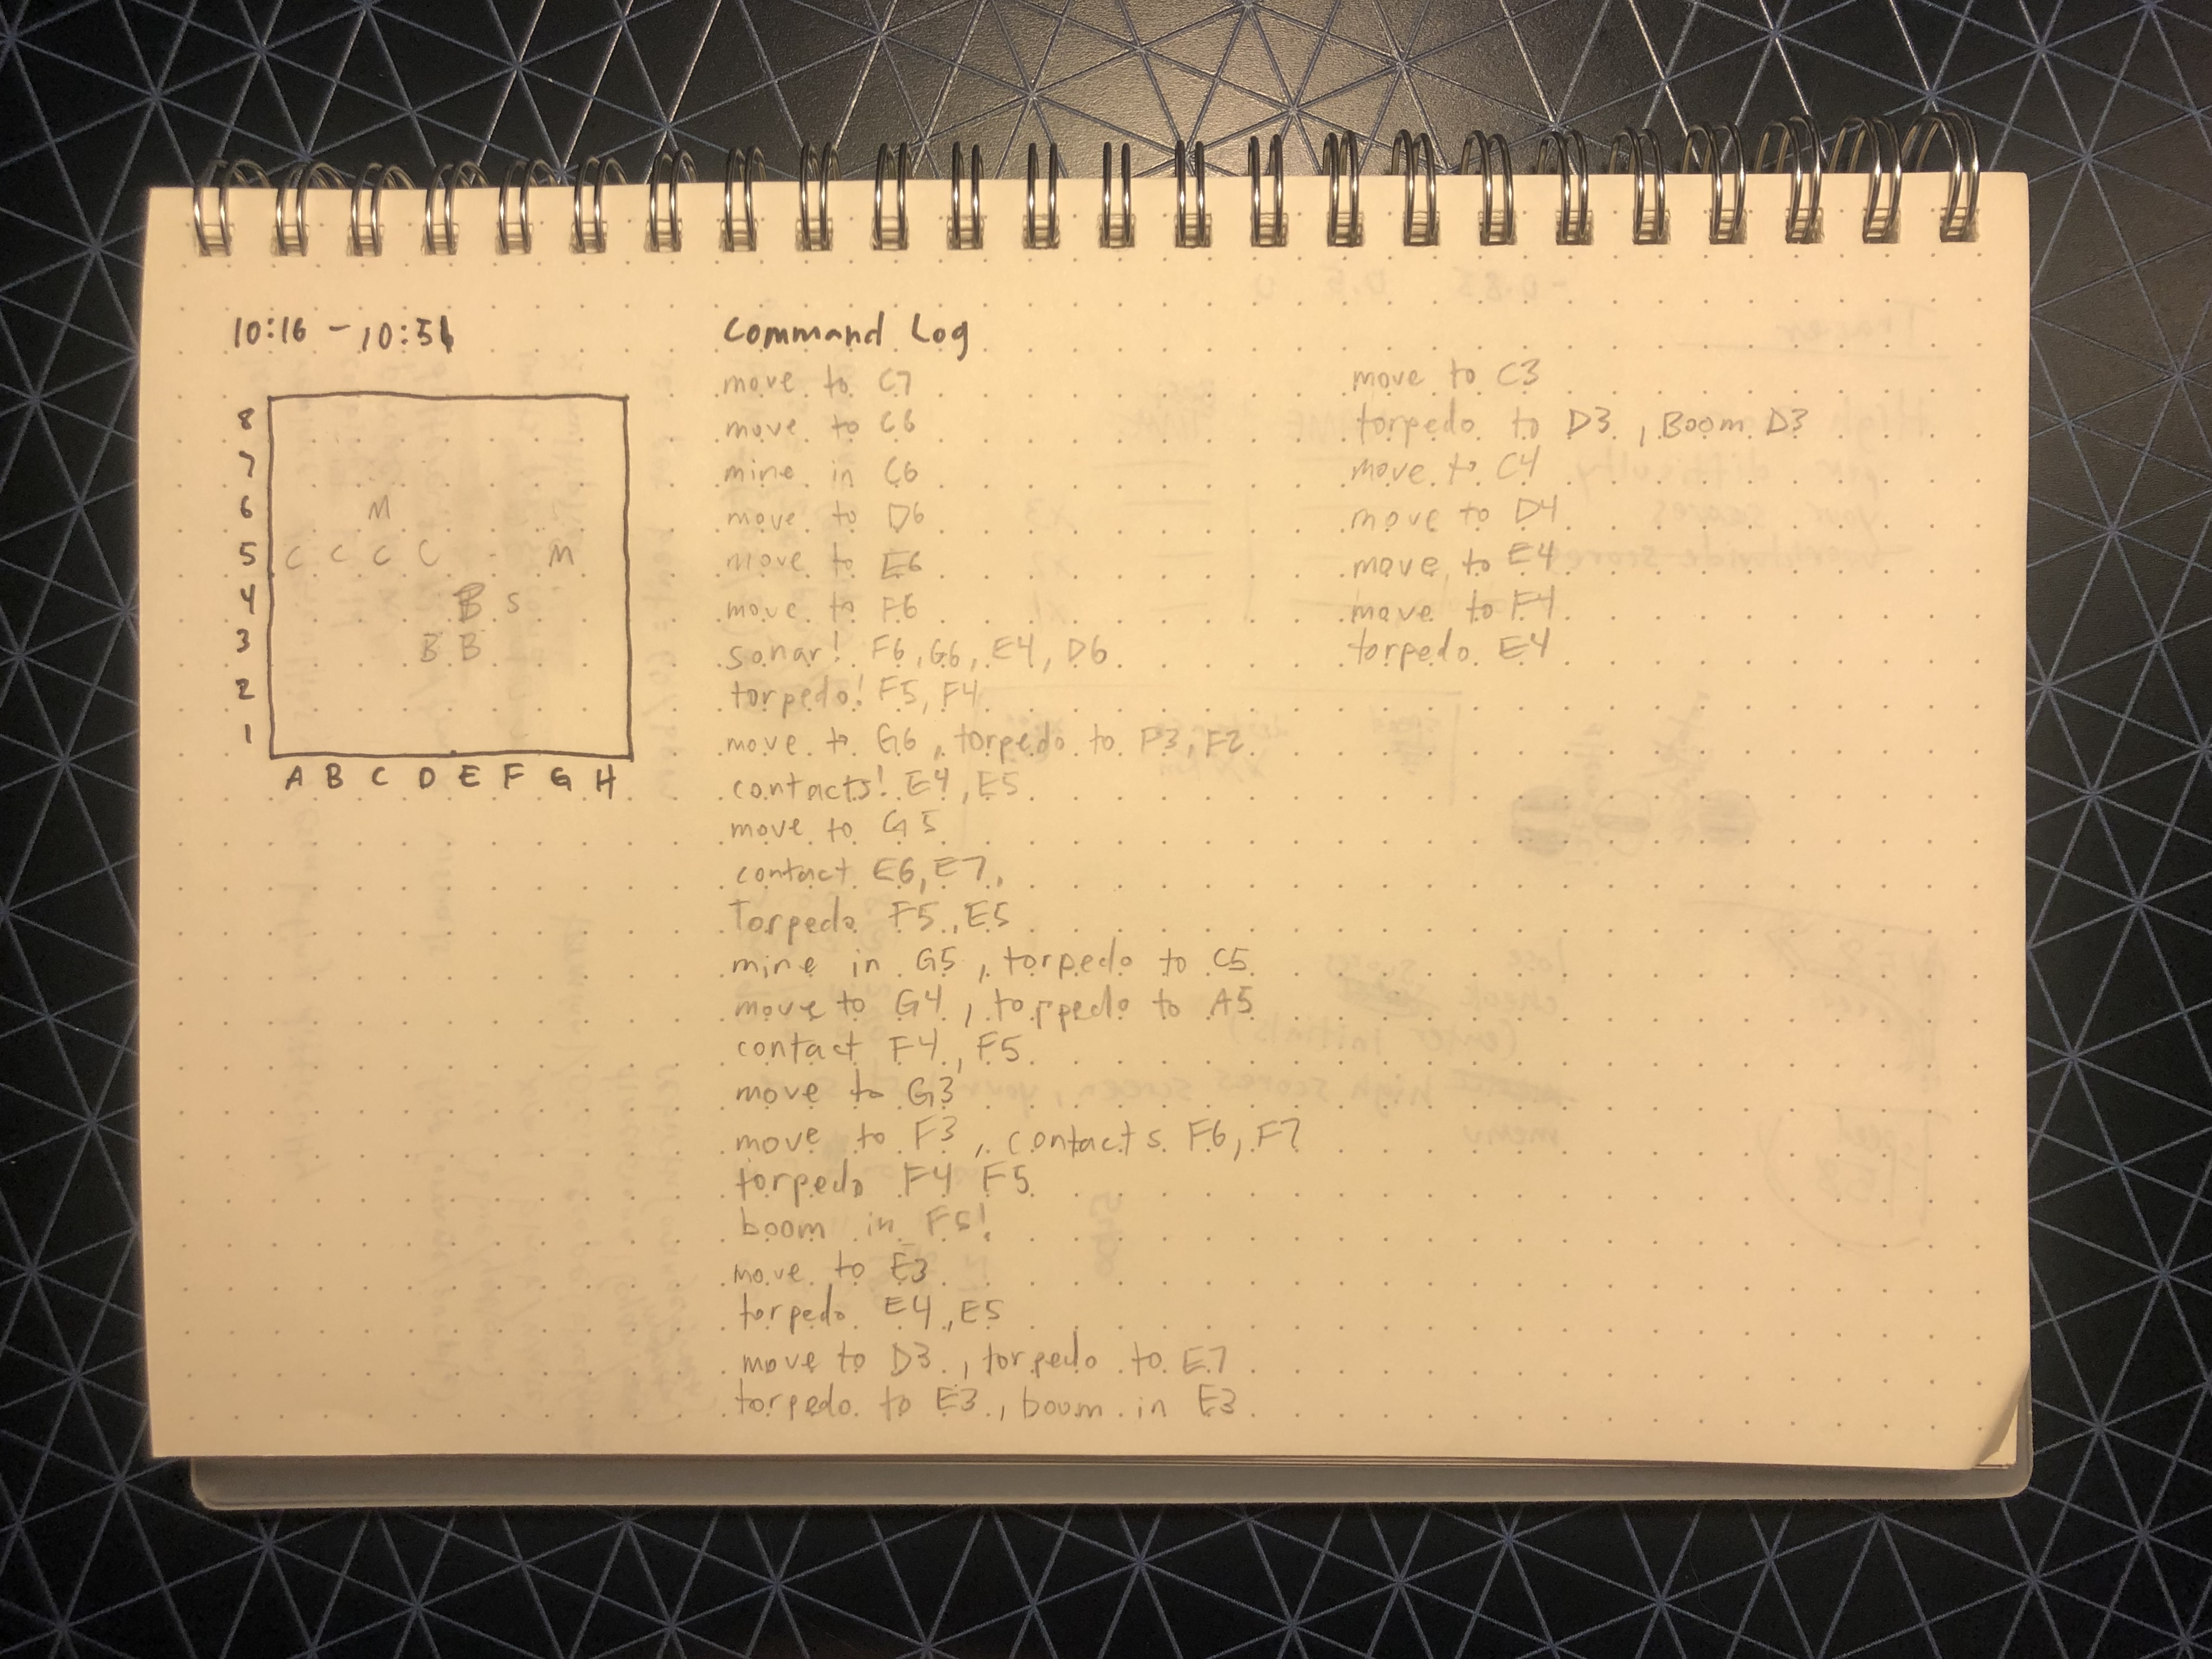 10:16 - 10:51
8
7
6 M
5 C C C C M
4 B S
3 B B
2
1
A B C D E F G H
Command Log
move to C7
move to C6
mine in C6
move to D6
move to E6
move to F6
sonar! F6, G6, E4, D6
torpedo! F5, F4
move to G6, torpedo to F3, F2
contacts! E4, E5
move to G5
contact E6, E7,
Torpedo F5, E5
mine in G5, torpedo to C5
move to G4, torpedo to A5
contact F4, F5
move to G3
move to F3, contacts F6, F7
torpedo F4 F5
boom in F5!
move to E3
torpedo E4, E5
move to D3, torpedo to E7
torpedo to E3, boom in E3
move to C3
torpedo to D3, Boom D3
move to C4
move to D4
move to E4
move to F4
torpedo E4